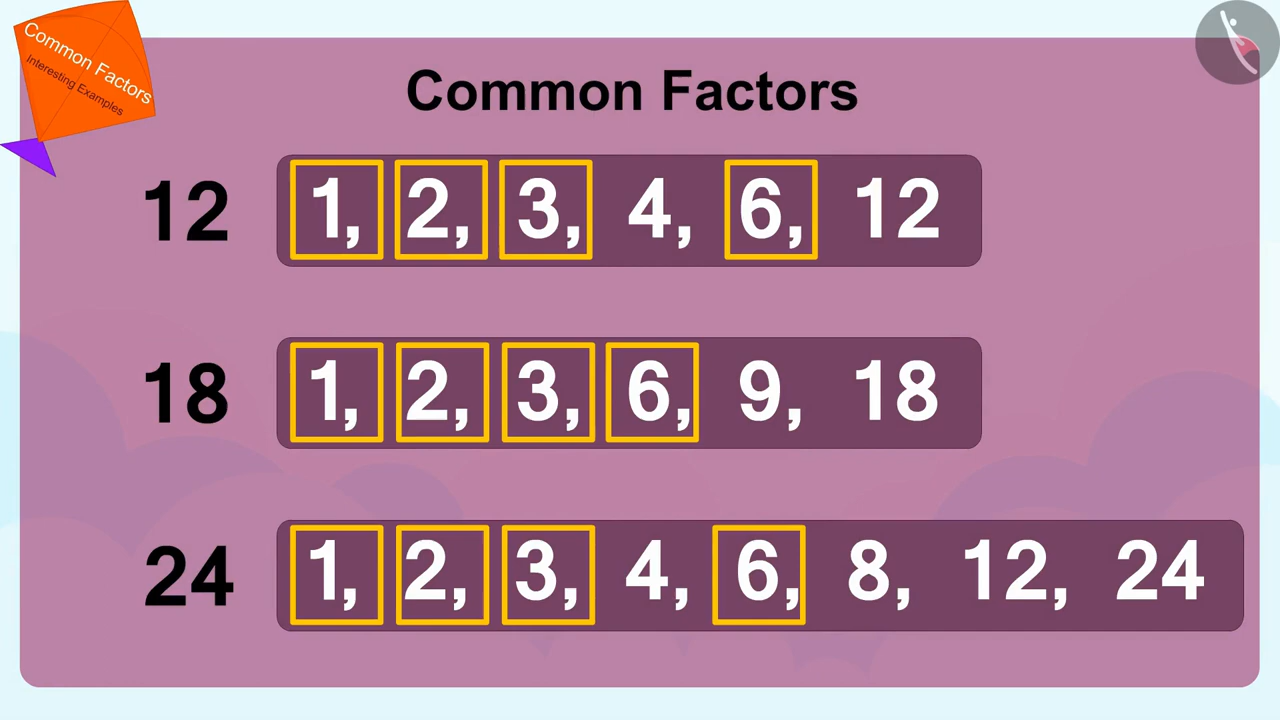 Common Factors
Interesting Examples
Common Factors
12 1, 2, 3, 4, 6, 12
18 1, 2, 3, 6, 9, 18
24 1, 2, 3, 4, 6, 8, 12, 24